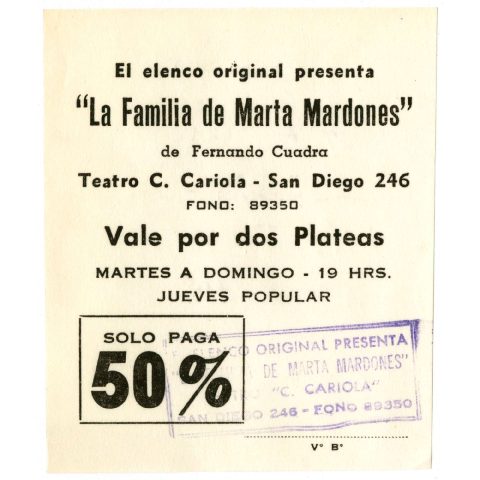 El elenco original presenta
"La Familia de Marta Mardones"
de Fernando Cuadra
Teatro C. Cariola - San Diego 246
FONO: 89350
Vale por dos Plateas
MARTES A DOMINGO - 19 HRS.
JUEVES POPULAR
SOLO PAGA
50%
ELENCO ORIGINAL PRESENTA
DE MARTA MARDONES"
"C. CARIOLA"
SAN DIEGO 246 - FONO 89350
V° B°